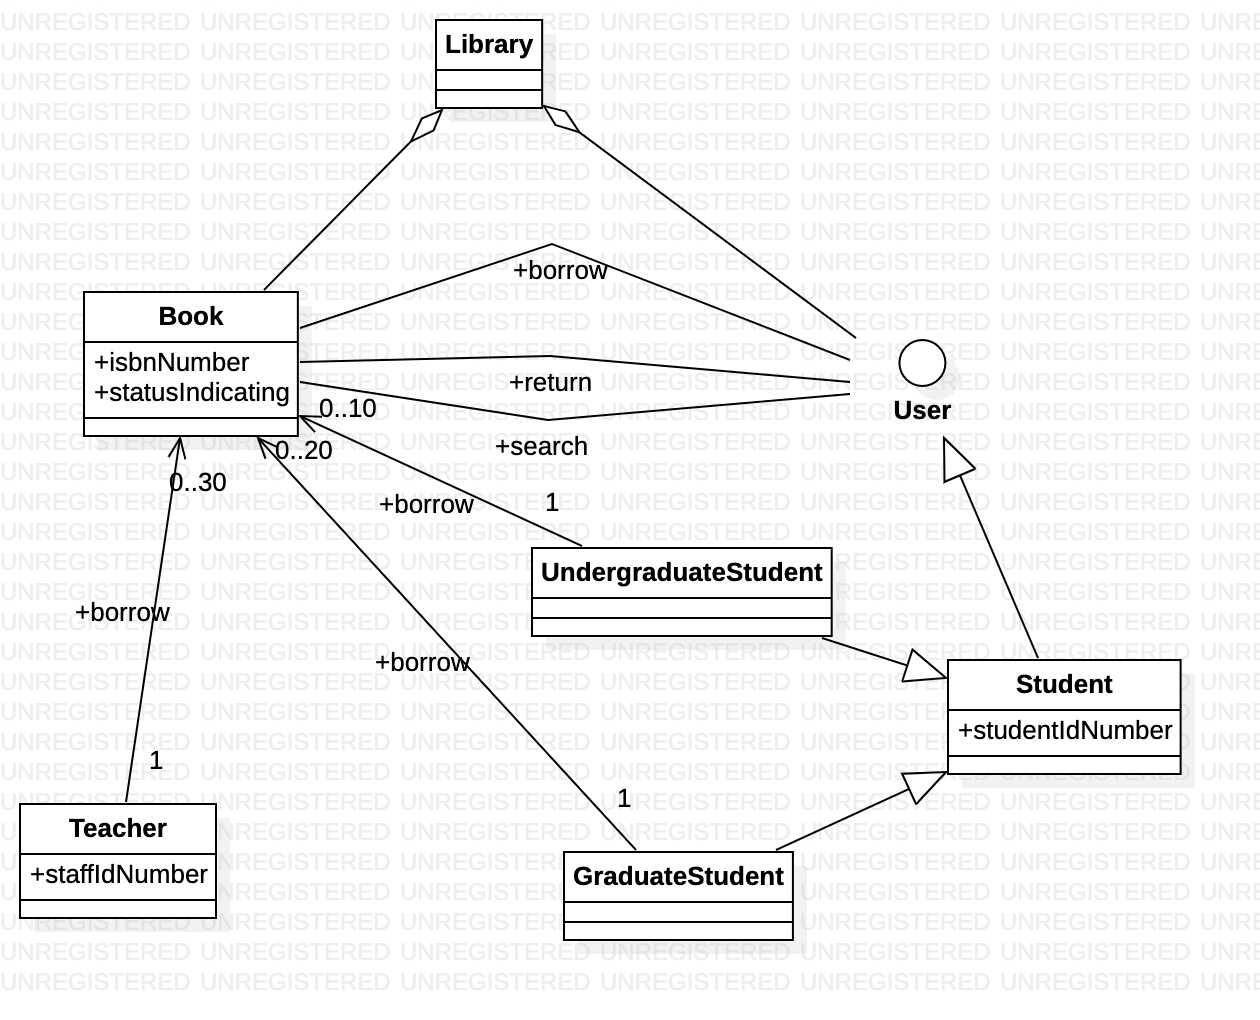 Library
+borrow
Book
+isbnNumber
+statusIndicating
+return
User
0..10
+search
0..20
0..30
+borrow
1
UndergraduateStudent
+borrow
+borrow
Student
+studentIdNumber
1
1
Teacher
+staffIdNumber
GraduateStudent
UNREGISTERED